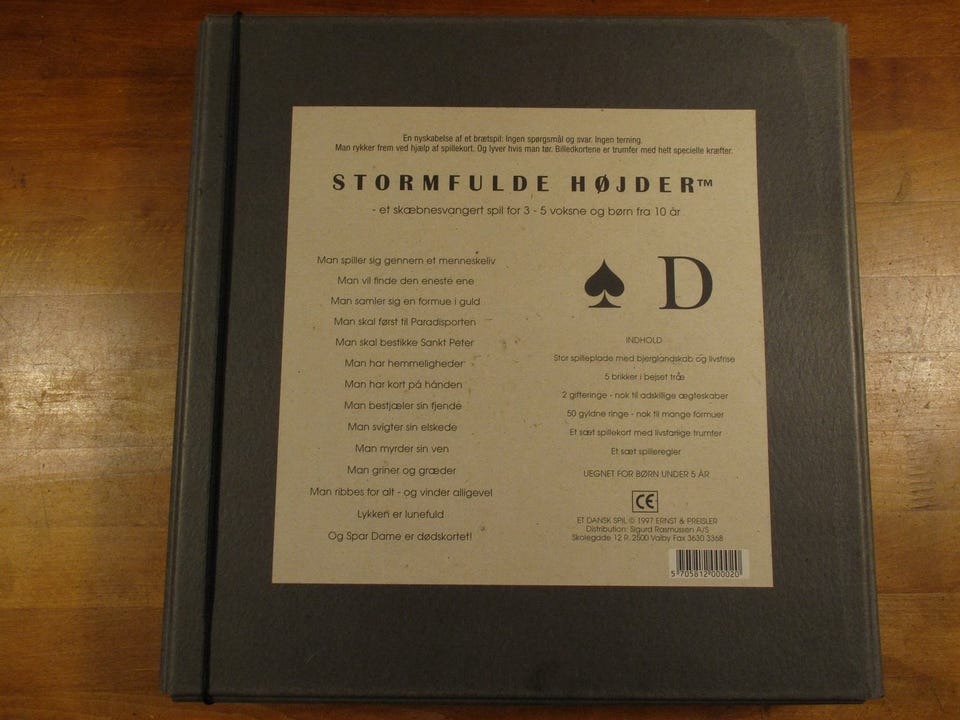 En nyskabelse af et brætspil: Ingen spørgsmål og svar. Ingen terning.
Man rykker frem ved hjælp af spillekort. Og lyver hvis man tør. Billedkortene er trumfer med helt specielle kræfter.
STORMFULDE HØJDER™
- et skæbnesvangert spil for 3 - 5 voksne og børn fra 10 år
Man spiller sig gennem et menneskeliv
Man vil finde den eneste ene
Man samler sig en formue i guld
Man skal først til Paradisporten
Man skal bestikke Sankt Peter
Man har hemmeligheder
Man har kort på hånden
Man bestjæler sin fjende
Man svigter sin elskede
Man myrder sin ven
Man griner og græder
Man ribbes for alt - og vinder alligevel
Lykken er lunefuld
Og Spar Dame er dødskortet!
♠ D
INDHOLD
Stor spilleplade med bjerglandskab og livsfrise
5 brikker i bejset træ
2 gifteringe - nok til adskillige ægteskaber
50 gyldne ringe - nok til mange formuer
Et sæt spillekort med livsfarlige trumfer
Et sæt spilleregler
UEGNET FOR BØRN UNDER 5 ÅR
CE
ET DANSK SPIL © 1997 ERNST & PREISLER
Distribution: Sigurd Rasmussen A/S
Skolegade 12 R. 2500 Valby Fax 3630 3368
5 705812 000020